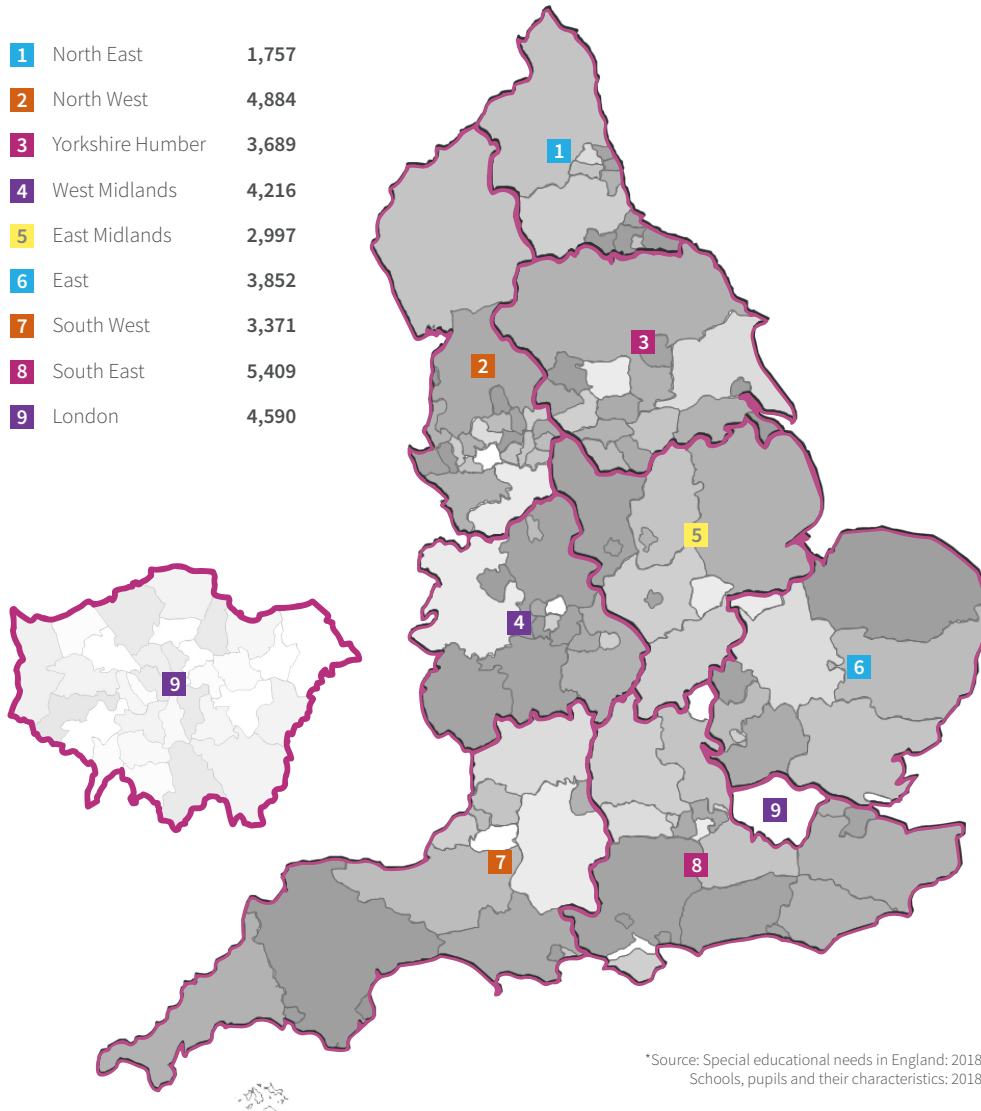 1 North East 1,757
2 North West 4,884
3 Yorkshire Humber 3,689
4 West Midlands 4,216
5 East Midlands 2,997
6 East 3,852
7 South West 3,371
8 South East 5,409
9 London 4,590
1
3
2
5
4
6
9
9
7
8
*Source: Special educational needs in England: 2018
Schools, pupils and their characteristics: 2018